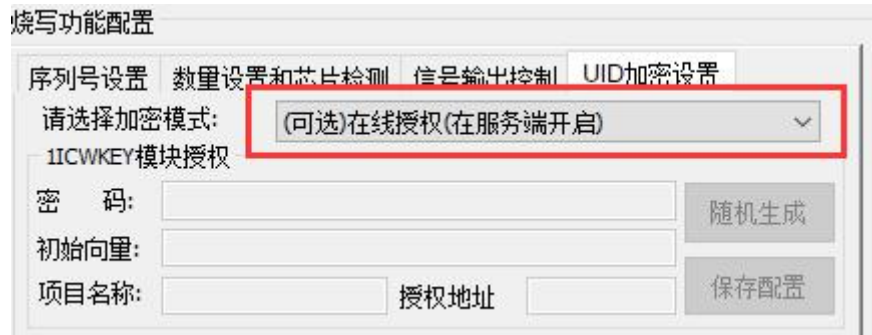 烧写功能配置
序列号设置 数量设置和芯片检测 信号输出控制 UID加密设置
请选择加密模式: (可选)在线授权(在服务端开启)
1ICWKEY模块授权
密 码: 随机生成
初始向量:
项目名称: 授权地址 保存配置